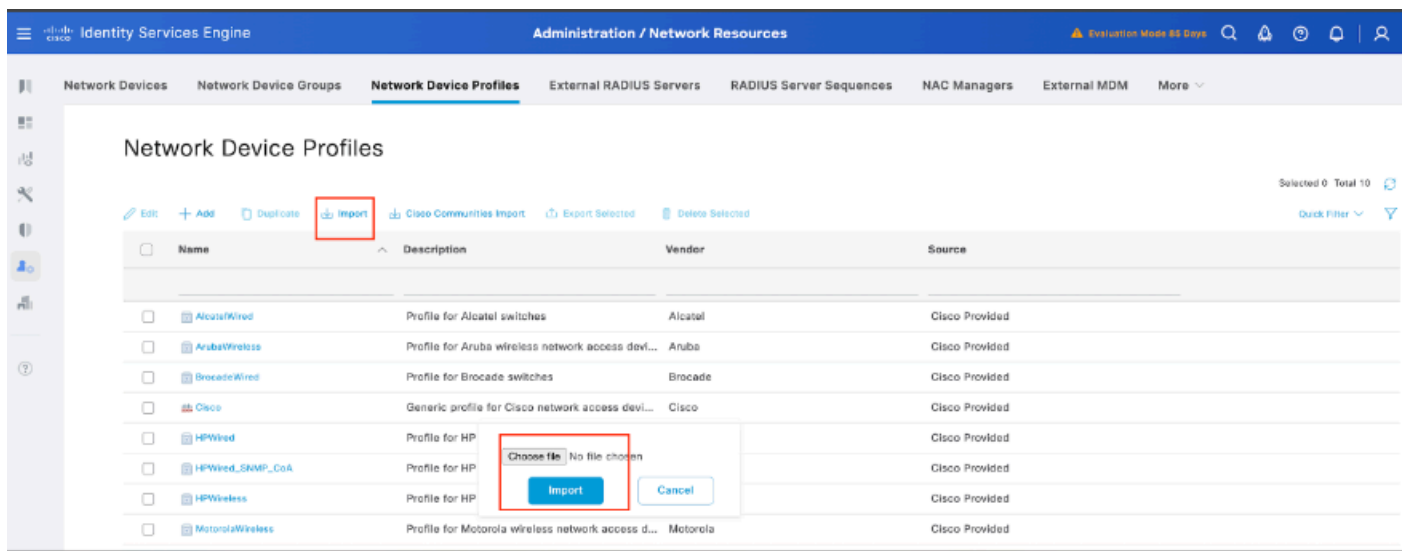 cisco Identity Services Engine Administration / Network Resources Evaluation Mode 85 Days
Network Devices Network Device Groups Network Device Profiles External RADIUS Servers RADIUS Server Sequences NAC Managers External MDM More
Network Device Profiles
Selected 0 Total 10
Edit Add Duplicate Import Cisco Communities Import Export Selected Delete Selected Quick Filter
Name Description Vendor Source
AlcatelWired Profile for Alcatel switches Alcatel Cisco Provided
ArubaWireless Profile for Aruba wireless network access devi... Aruba Cisco Provided
BrocadeWired Profile for Brocade switches Brocade Cisco Provided
Cisco Generic profile for Cisco network access devi... Cisco Cisco Provided
HPWired Profile for HP Cisco Provided
Choose file No file chosen
HPWired_SNMP_CoA Profile for HP Cisco Provided
Import Cancel
HPWireless Profile for HP Cisco Provided
MotorolaWireless Profile for Motorola wireless network access d... Motorola Cisco Provided